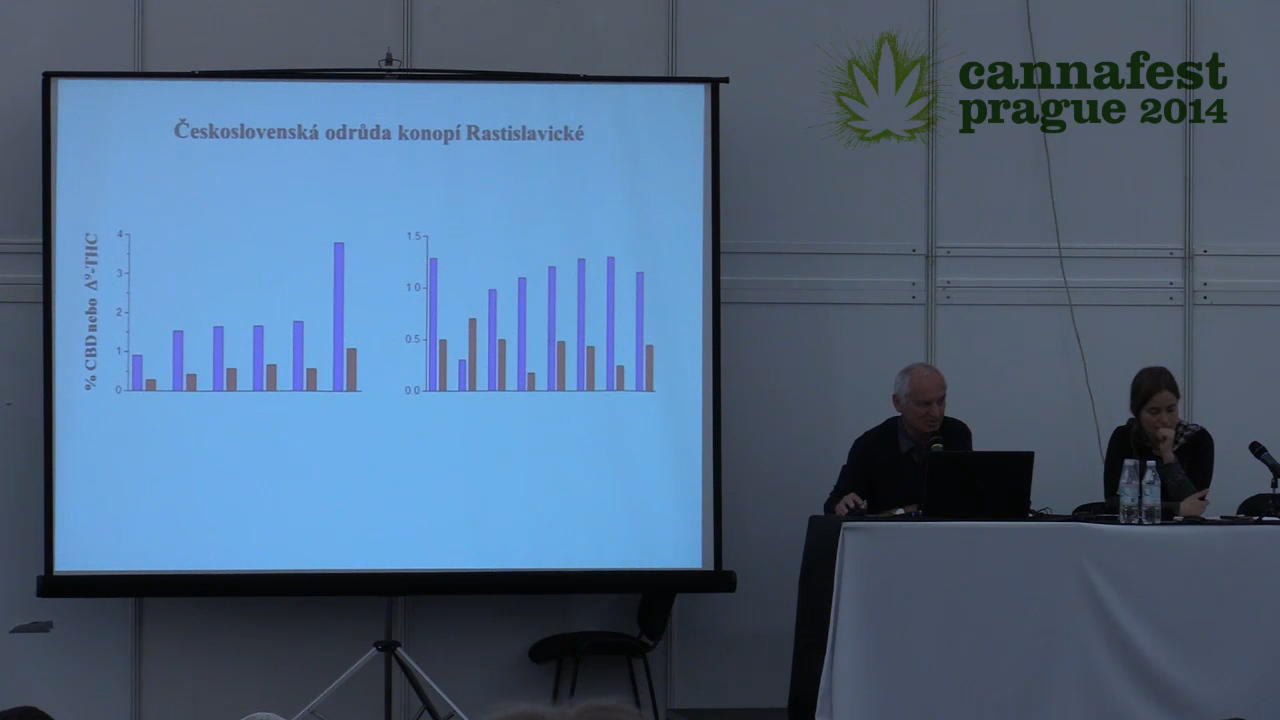 cannafest
prague 2014
Československá odrůda konopí Rastislavické
% CBD nebo Δ⁹-THC
4
3
2
1
0
1.5
1.0
0.5
0.0